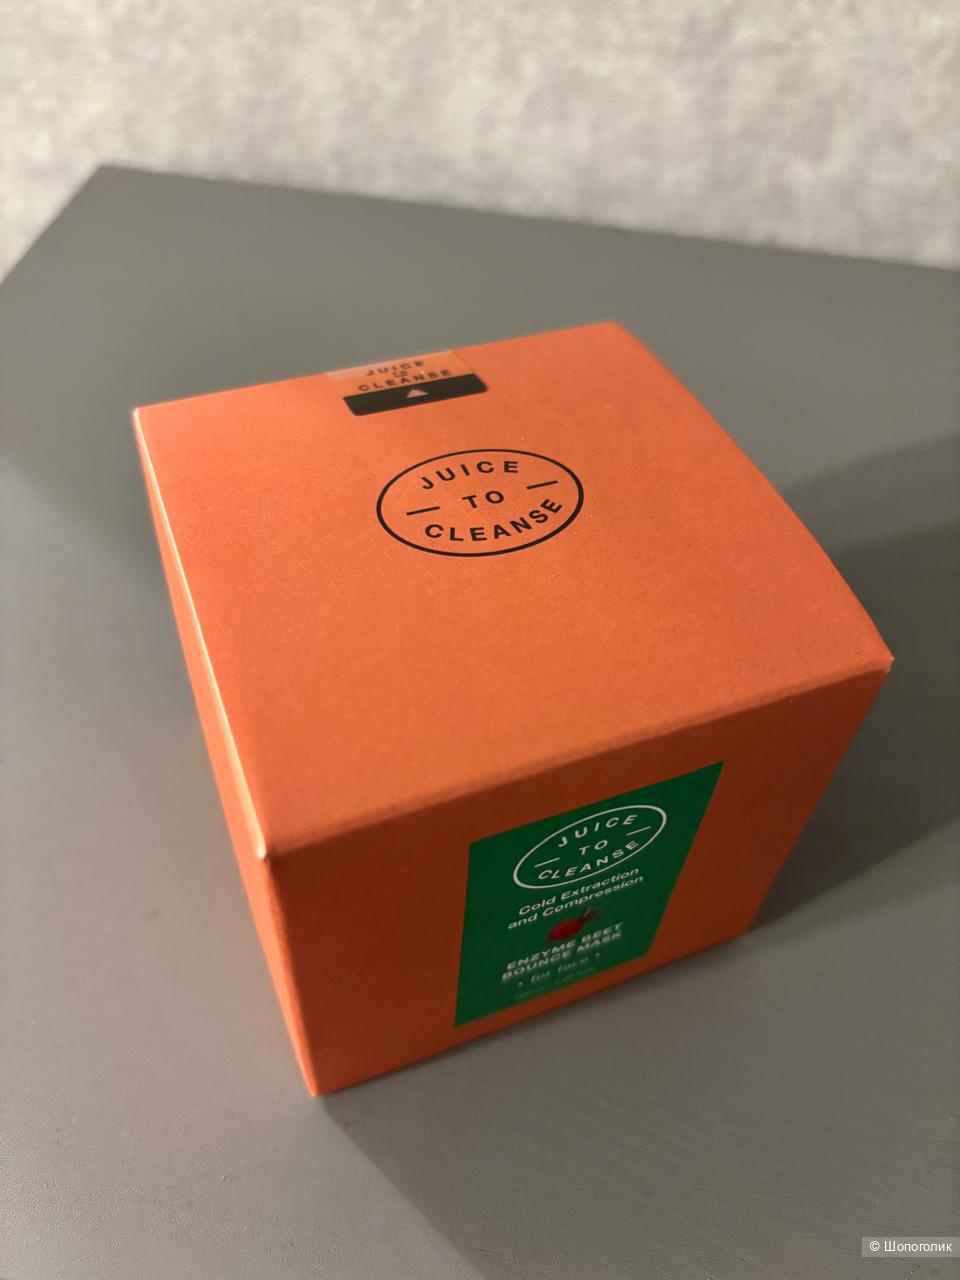 JUICE
TO
CLEANSE
JUICE
TO
CLEANSE
JUICE
TO
CLEANSE
Cold Extraction
and Compression
ENZYME BEET
BOUNCE MASK
• for face •
© Шопоголик